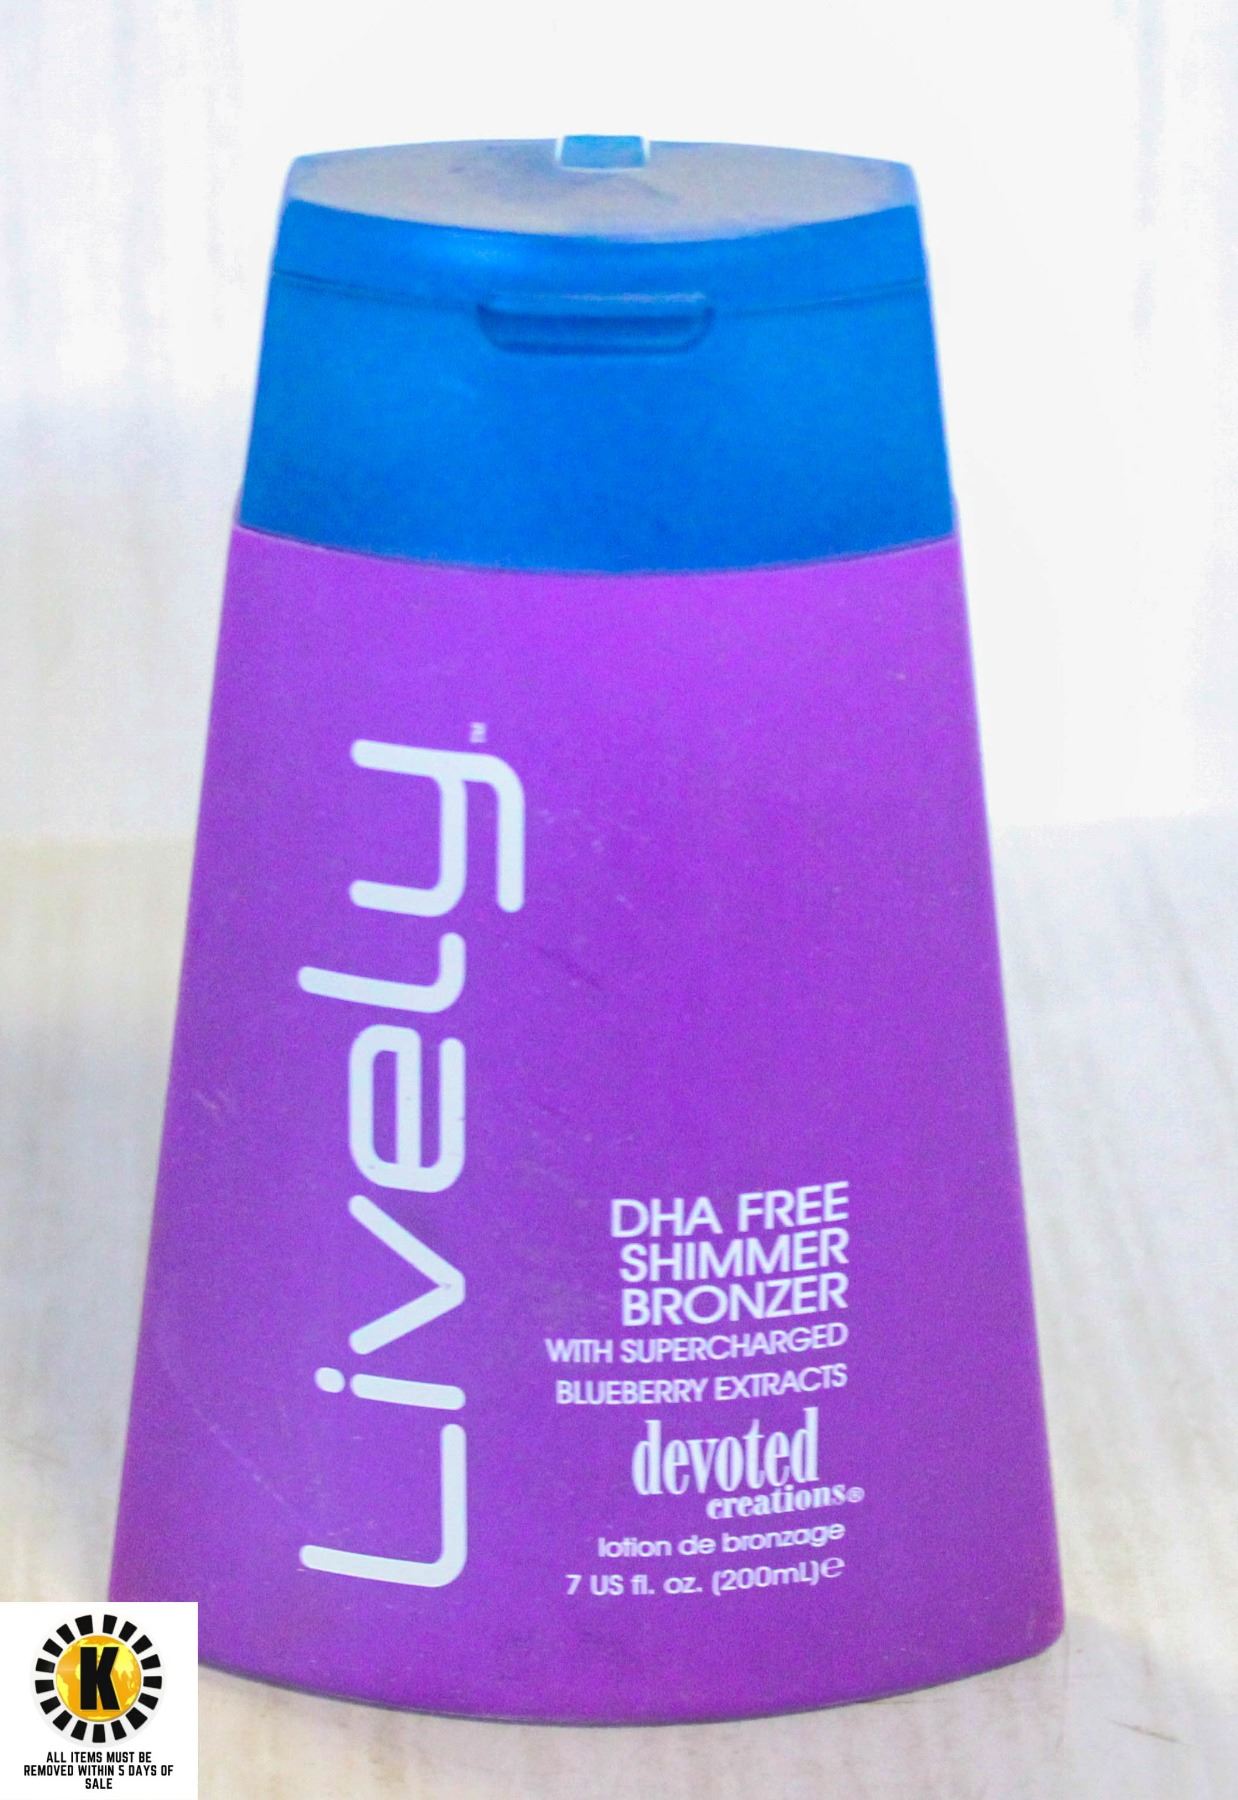 Lively
TM
DHA FREE
SHIMMER
BRONZER
WITH SUPERCHARGED
BLUEBERRY EXTRACTS
devoted
creations®
lotion de bronzage
7 US fl. oz. (200mL)℮
K
ALL ITEMS MUST BE
REMOVED WITHIN 5 DAYS OF
SALE